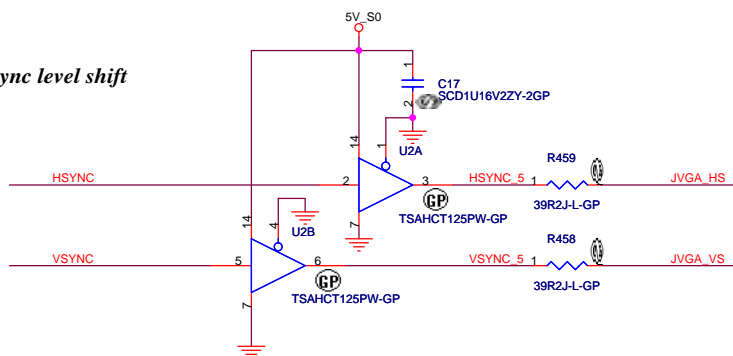 5V_S0
ync level shift
1
C17
SCD1U16V2ZY-2GP
2
14
1
U2A
R459
HSYNC
2
3
HSYNC_5
1
JVGA_HS
GP
TSAHCT125PW-GP
39R2J-L-GP
7
14
4
U2B
R458
VSYNC
5
6
VSYNC_5
1
JVGA_VS
GP
TSAHCT125PW-GP
39R2J-L-GP
7